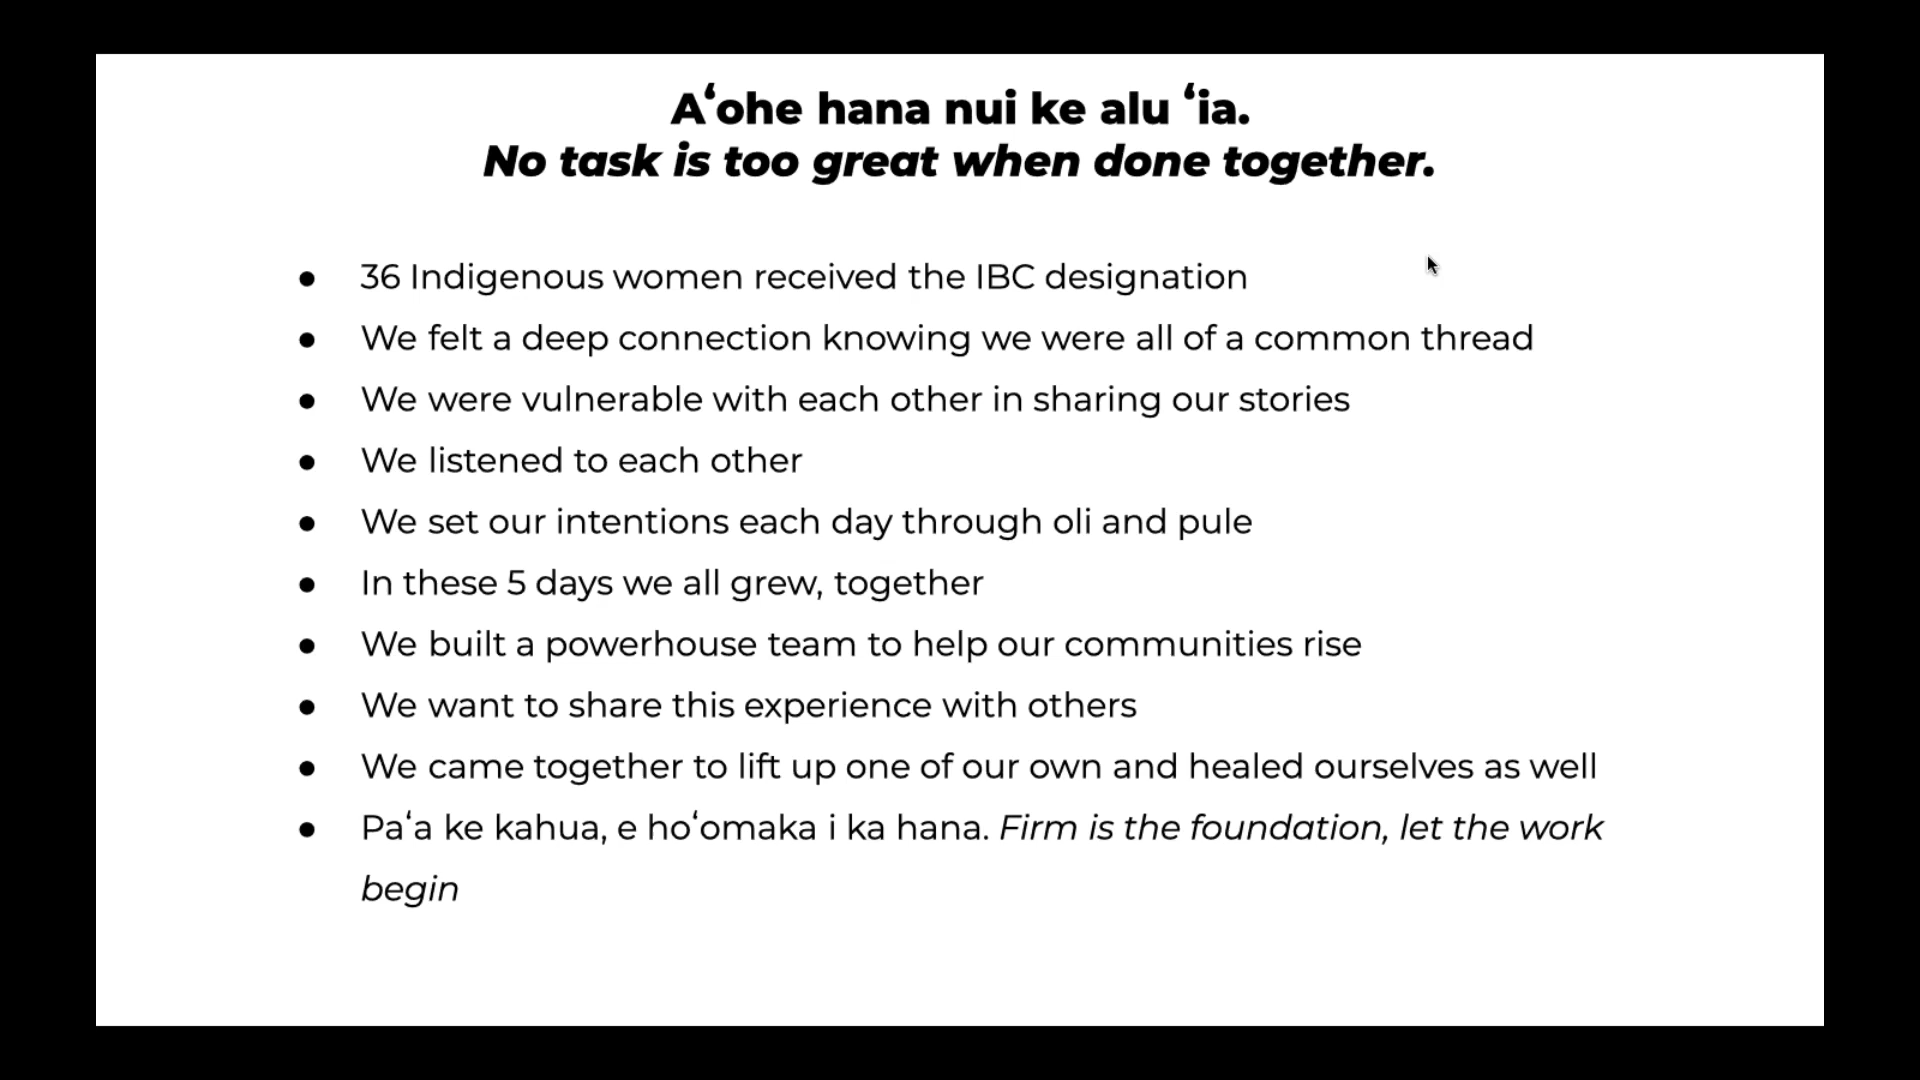 Aʻohe hana nui ke alu ʻia.
No task is too great when done together.
● 36 Indigenous women received the IBC designation
● We felt a deep connection knowing we were all of a common thread
● We were vulnerable with each other in sharing our stories
● We listened to each other
● We set our intentions each day through oli and pule
● In these 5 days we all grew, together
● We built a powerhouse team to help our communities rise
● We want to share this experience with others
● We came together to lift up one of our own and healed ourselves as well
● Paʻa ke kahua, e hoʻomaka i ka hana. Firm is the foundation, let the work
begin